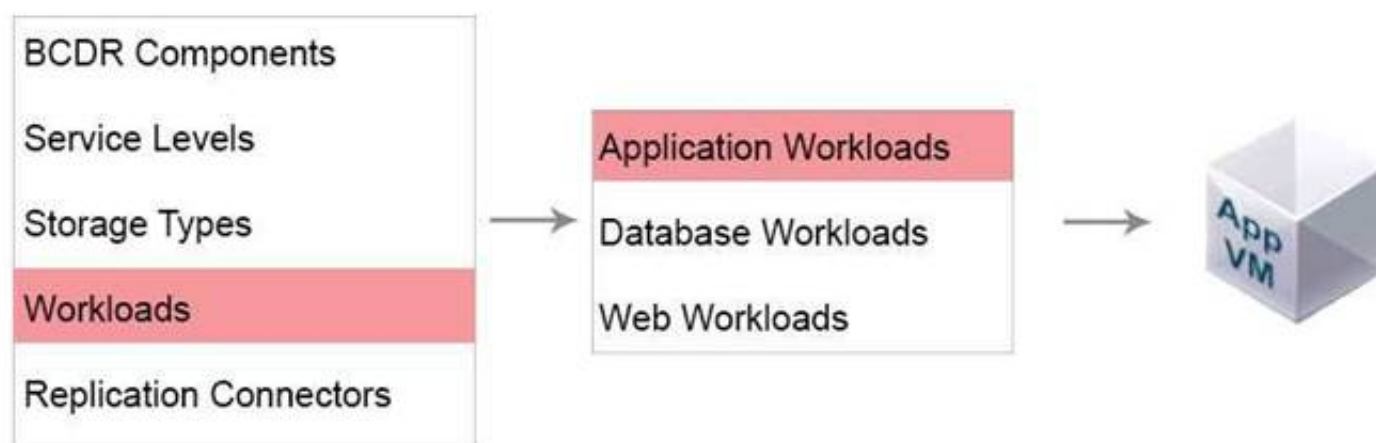 BCDR Components
Service Levels
Storage Types
Workloads
Replication Connectors
Application Workloads
Database Workloads
Web Workloads
App
VM